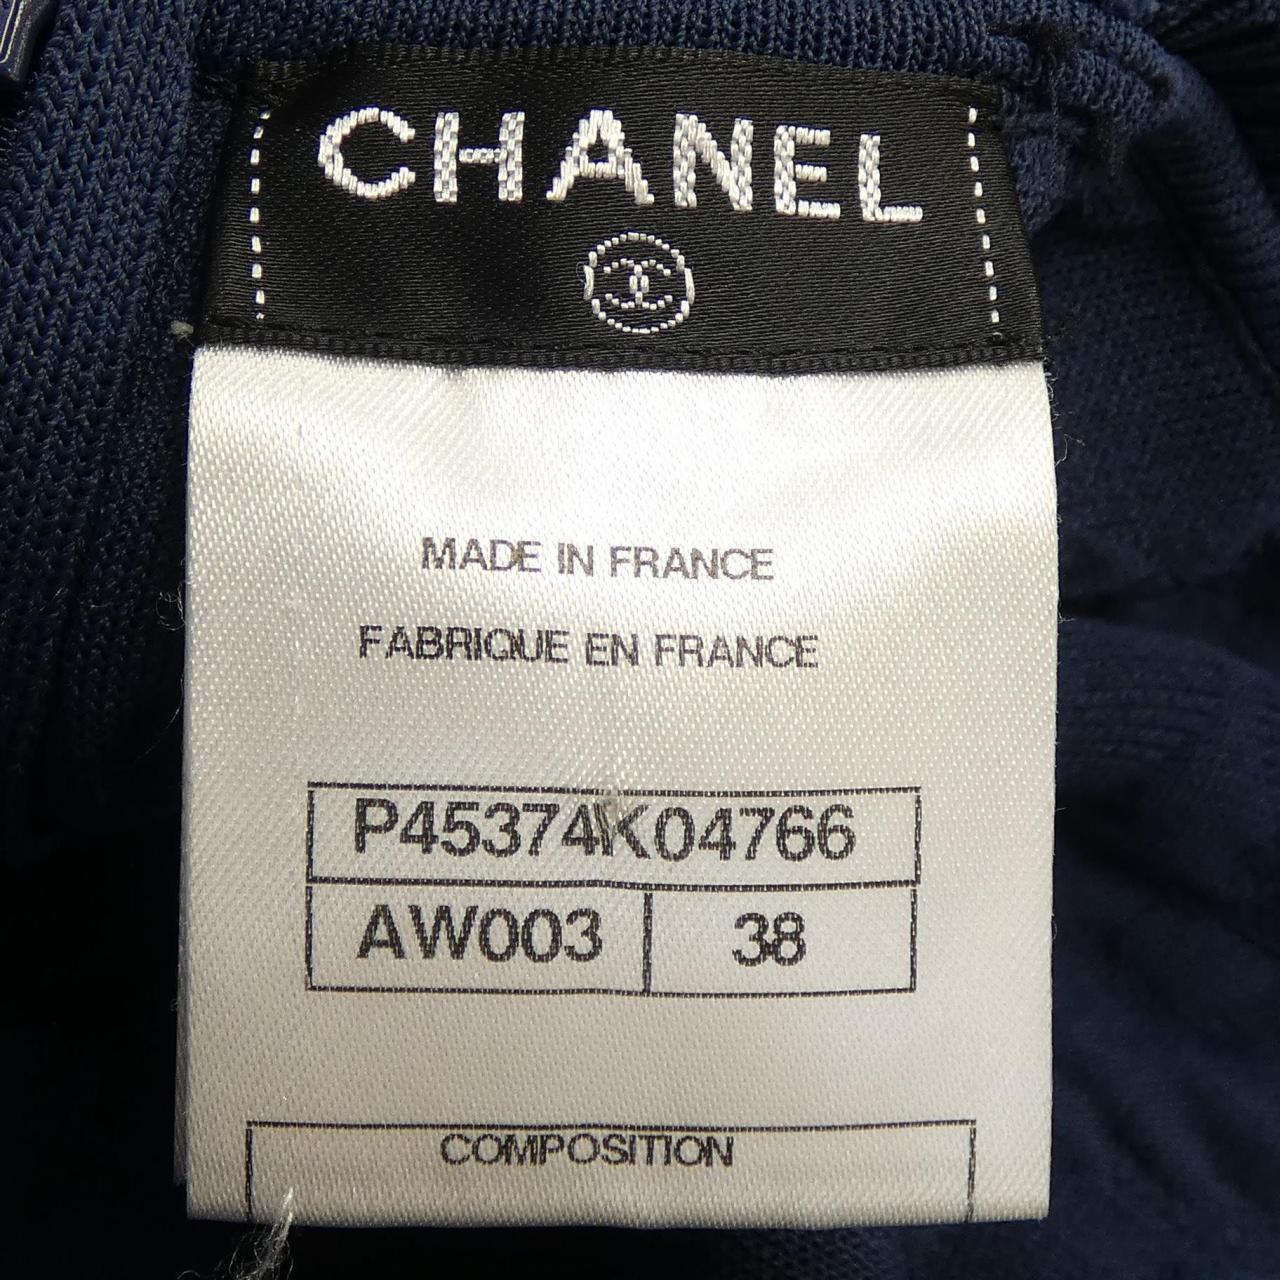 CHANEL
MADE IN FRANCE
FABRIQUE EN FRANCE
P45374K04766
AW003 38
COMPOSITION